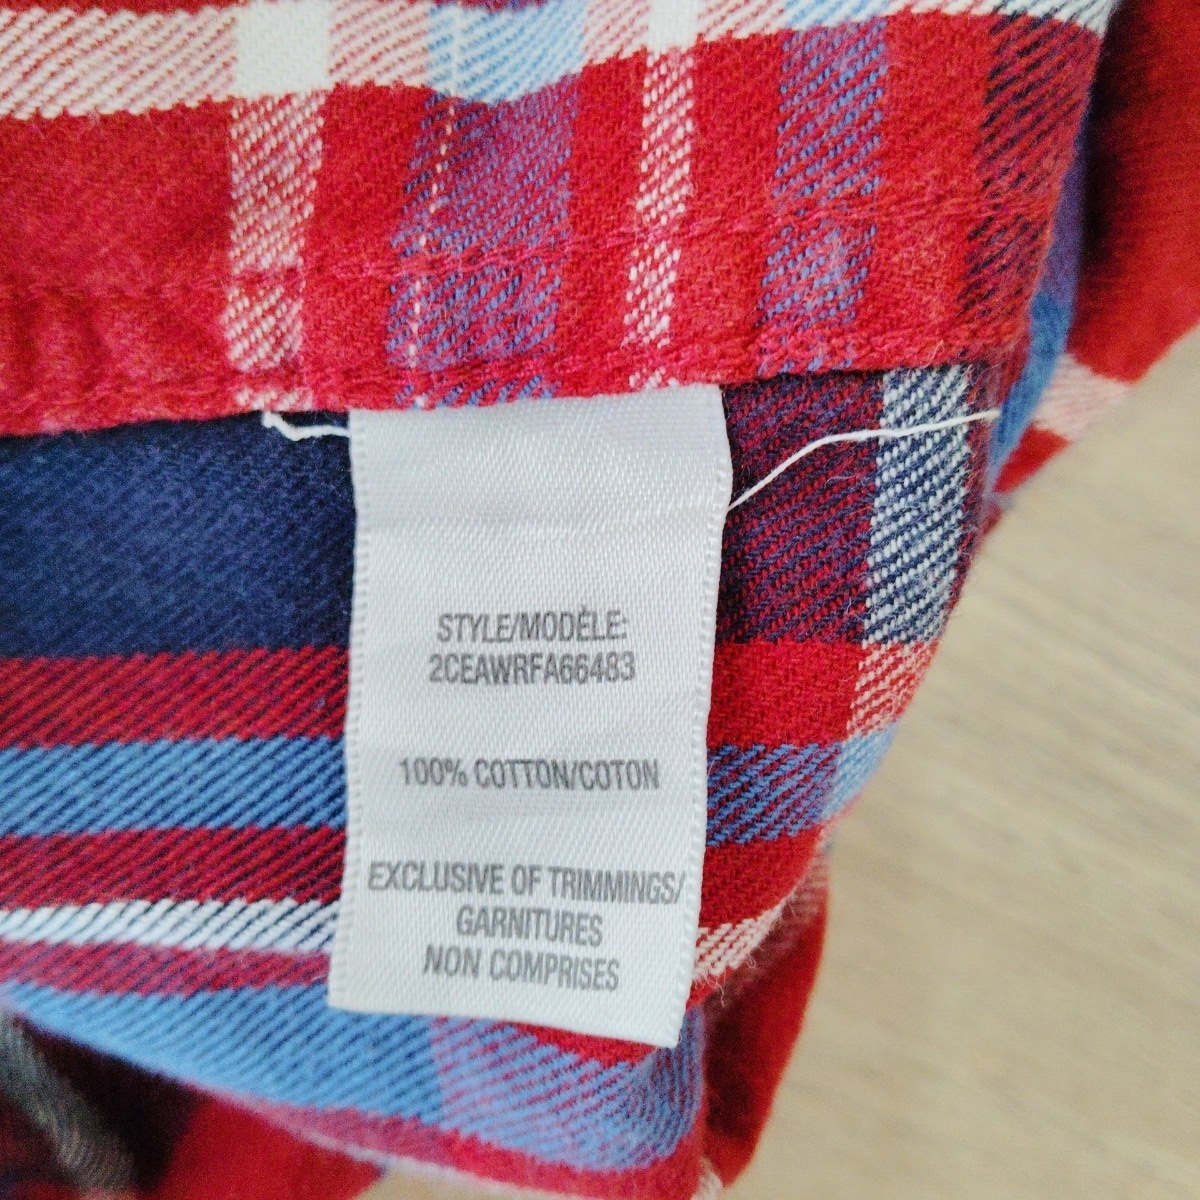 STYLE/MODÈLE:
2CEAWRFA66483
100% COTTON/COTON
EXCLUSIVE OF TRIMMINGS/
GARNITURES
NON COMPRISES